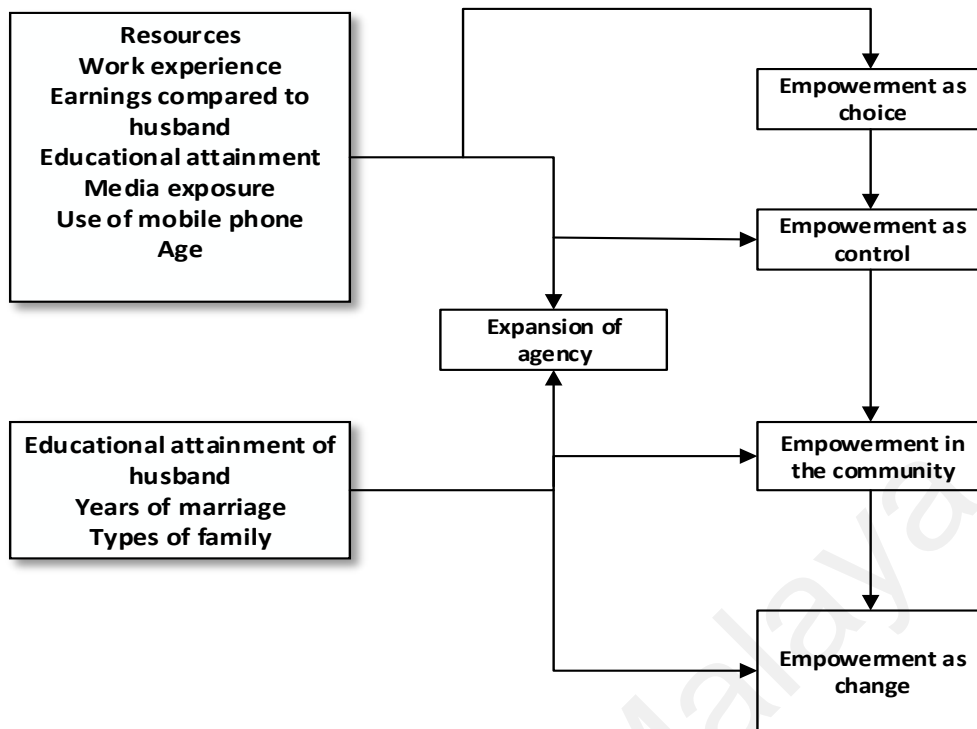 Resources
Work experience
Earnings compared to
husband
Educational attainment
Media exposure
Use of mobile phone
Age
Empowerment as
choice
Empowerment as
control
Expansion of
agency
Educational attainment of
husband
Years of marriage
Types of family
Empowerment in
the community
Empowerment as
change
Malaya